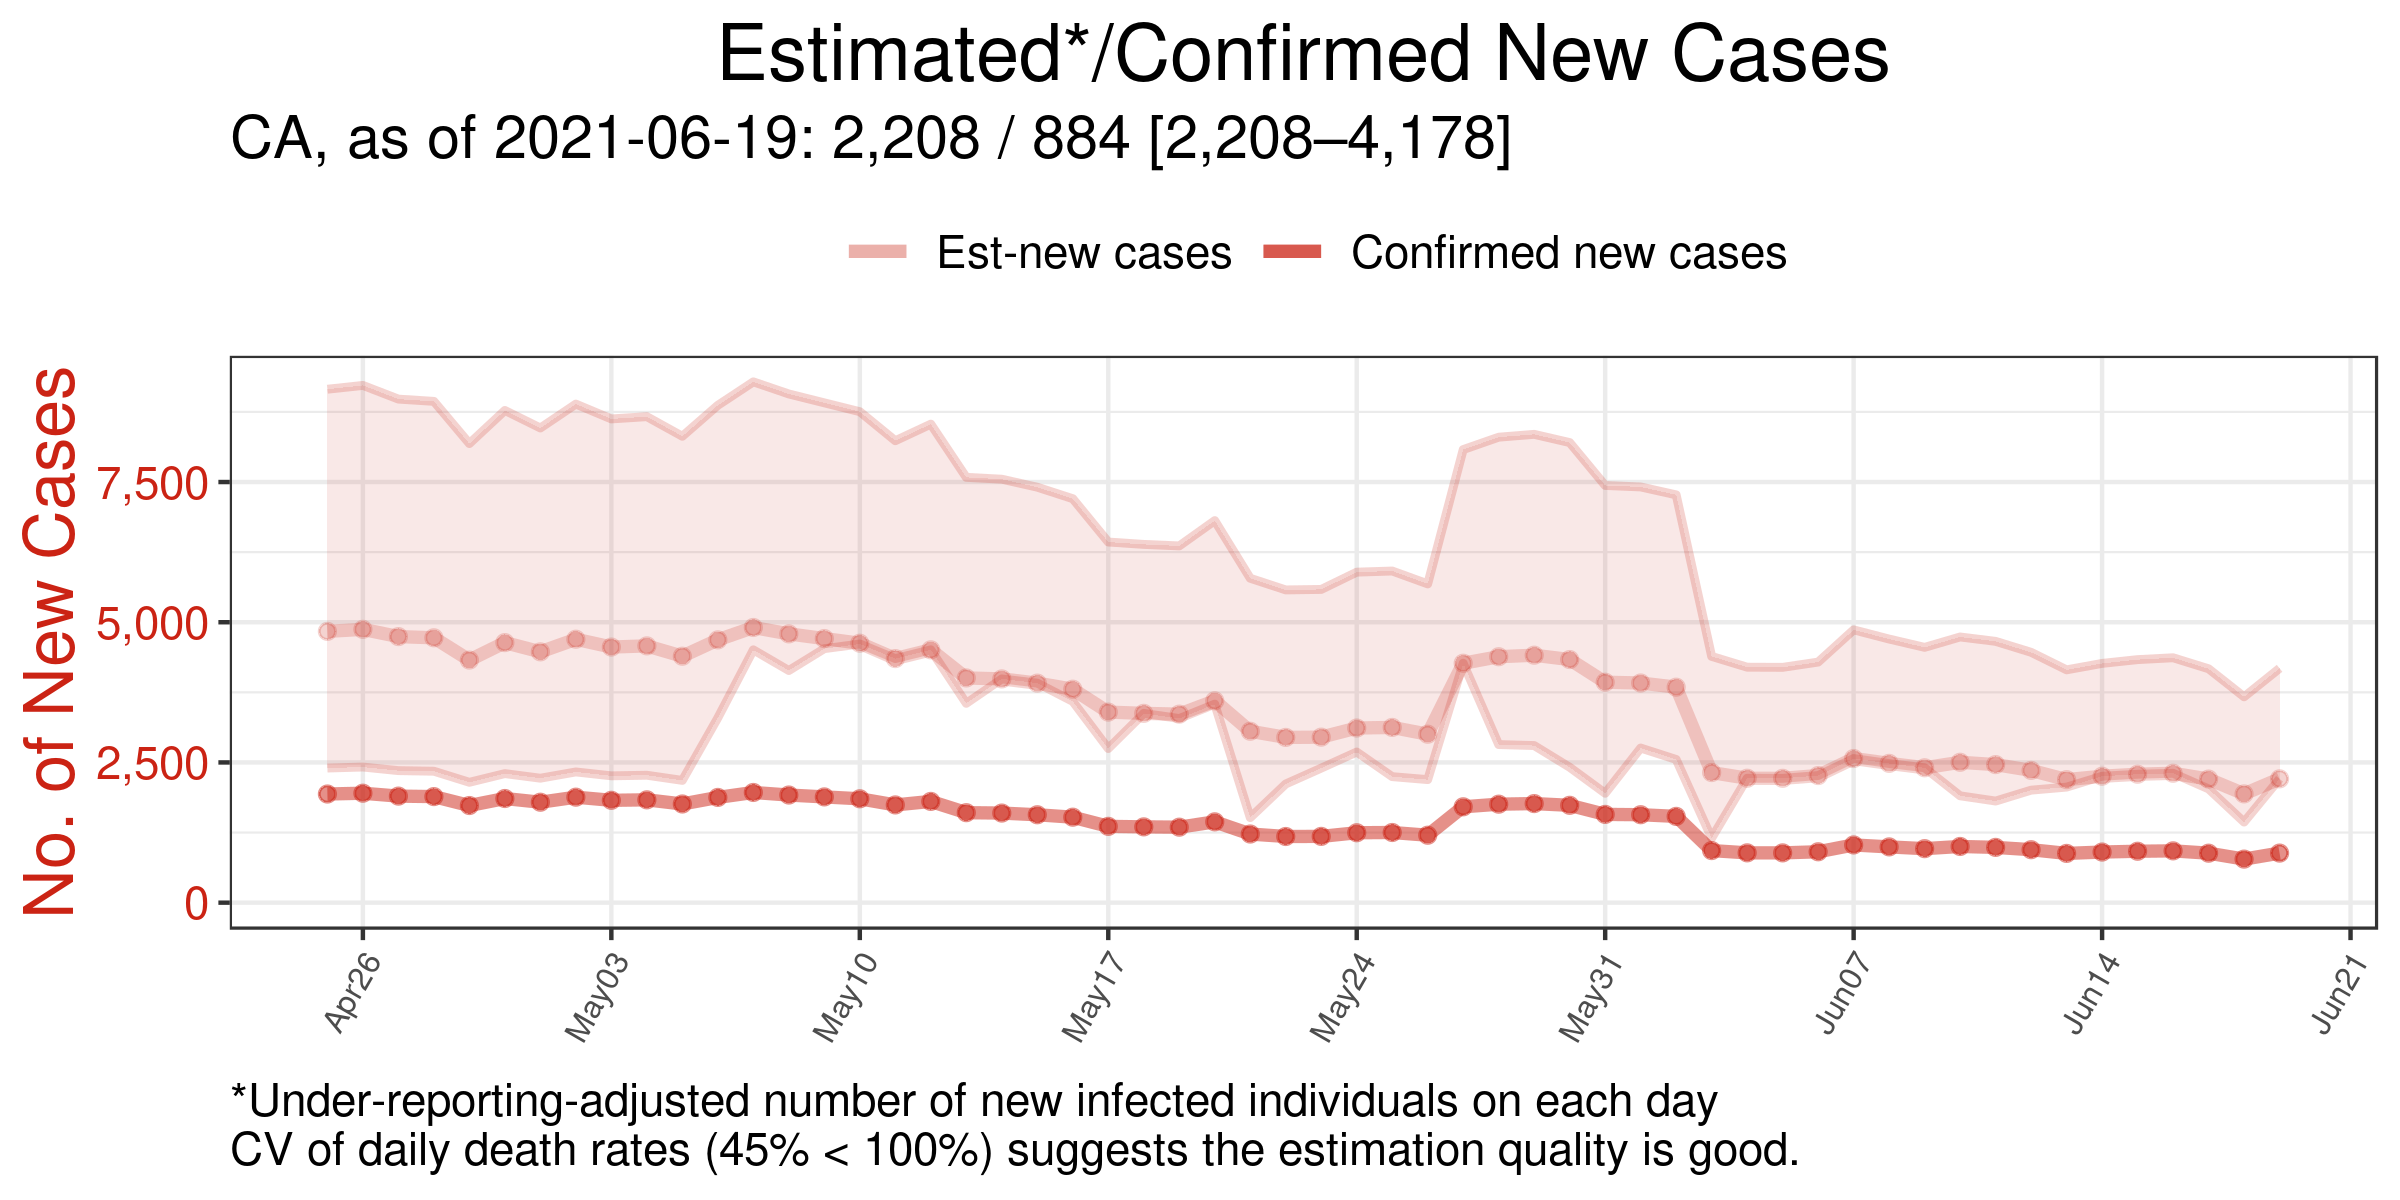 Estimated*/Confirmed New Cases
CA, as of 2021-06-19: 2,208 / 884 [2,208–4,178]
Est-new cases
Confirmed new cases
No. of New Cases
7,500
5,000
2,500
0
Apr26
May03
May10
May17
May24
May31
Jun07
Jun14
Jun21
*Under-reporting-adjusted number of new infected individuals on each day
CV of daily death rates (45% < 100%) suggests the estimation quality is good.